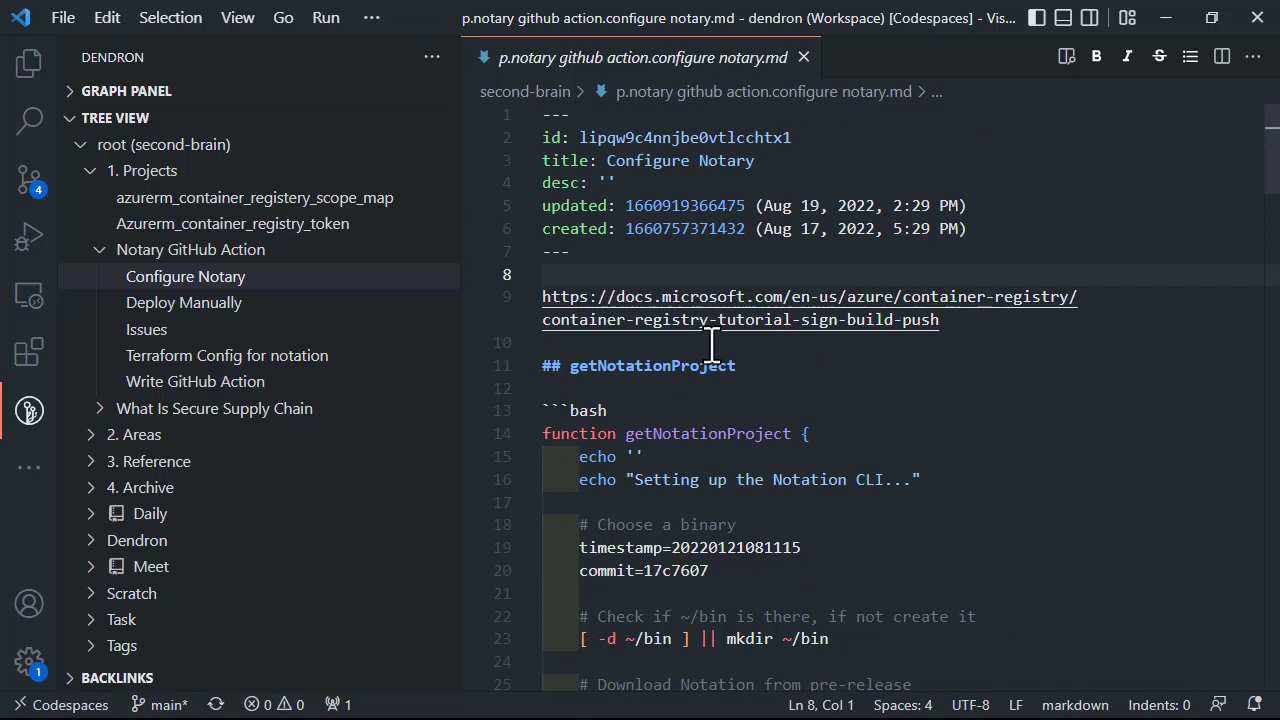 File Edit Selection View Go Run ··· p.notary github action.configure notary.md - dendron (Workspace) [Codespaces] - Vis...
DENDRON ···
GRAPH PANEL
TREE VIEW
root (second-brain)
1. Projects
azurerm_container_registery_scope_map
Azurerm_container_registry_token
Notary GitHub Action
Configure Notary
Deploy Manually
Issues
Terraform Config for notation
Write GitHub Action
What Is Secure Supply Chain
2. Areas
3. Reference
4. Archive
Daily
Dendron
Meet
Scratch
Task
Tags
BACKLINKS
4
1
p.notary github action.configure notary.md
B I S ···
second-brain > p.notary github action.configure notary.md > ...
1 ---
2 id: lipqw9c4nnjbe0vtlcchtx1
3 title: Configure Notary
4 desc: ''
5 updated: 1660919366475 (Aug 19, 2022, 2:29 PM)
6 created: 1660757371432 (Aug 17, 2022, 5:29 PM)
7 ---
8
9 https://docs.microsoft.com/en-us/azure/container-registry/
container-registry-tutorial-sign-build-push
10
11 ## getNotationProject
12
13 ```bash
14 function getNotationProject {
15 echo ''
16 echo "Setting up the Notation CLI..."
17
18 # Choose a binary
19 timestamp=20220121081115
20 commit=17c7607
21
22 # Check if ~/bin is there, if not create it
23 [ -d ~/bin ] || mkdir ~/bin
24
25 # Download Notation from pre-release
Codespaces main* 0 0 1 Ln 8, Col 1 Spaces: 4 UTF-8 LF markdown Indents: 0